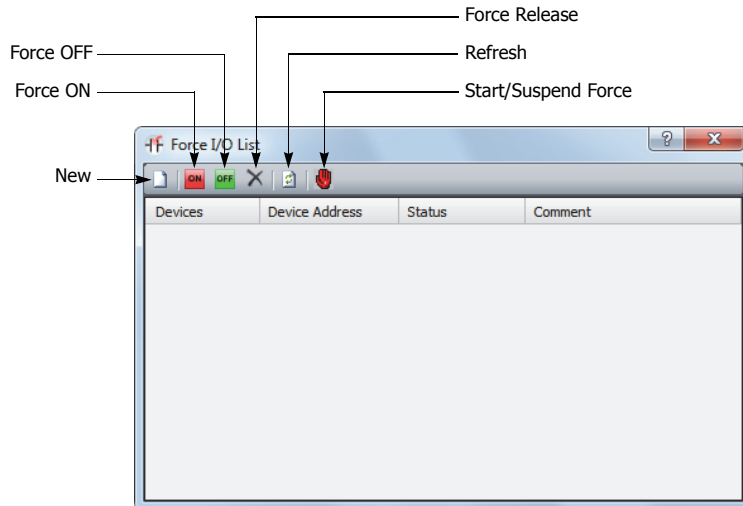 Force Release
Force OFF
Refresh
Force ON
Start/Suspend Force
Force I/O List
?
X
New
ON
OFF
Devices
Device Address
Status
Comment